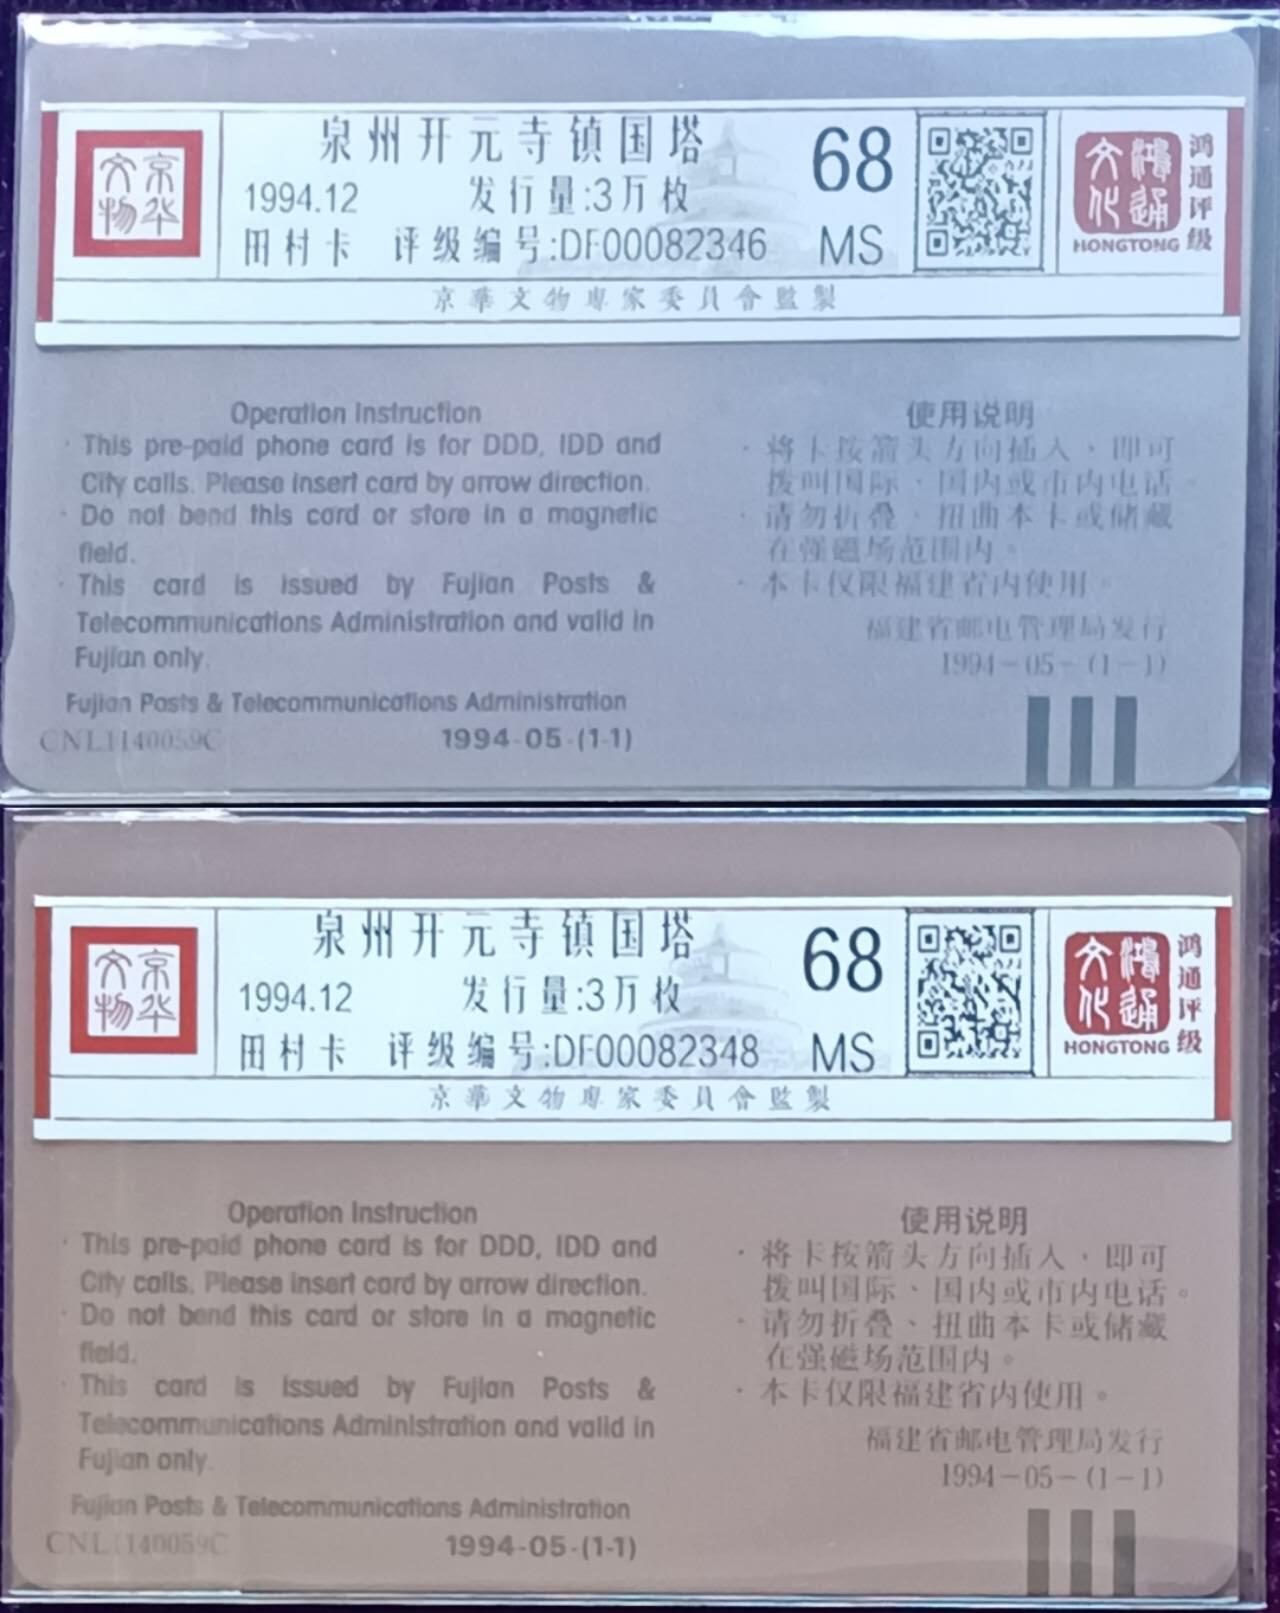 京华
文物
泉州开元寺镇国塔
1994.12 发行量:3万枚
田村卡 评级编号:DF00082346
68
MS
鸿通
文化
HONGTONG
鸿通评级
京華文物專家委員會監製
Operation Instruction
· This pre-paid phone card is for DDD, IDD and
City calls. Please insert card by arrow direction.
· Do not bend this card or store in a magnetic
field.
· This card is issued by Fujian Posts &
Telecommunications Administration and valid in
Fujian only.
Fujian Posts & Telecommunications Administration
CNL1140059C 1994-05-(1-1)
使用说明
· 将卡按箭头方向插入、即可
拨叫国际、国内或市内电话。
· 请勿折叠、扭曲本卡或储藏
在强磁场范围内。
· 本卡仅限福建省内使用。
福建省邮电管理局发行
1994-05-(1-1)
京华
文物
泉州开元寺镇国塔
1994.12 发行量:3万枚
田村卡 评级编号:DF00082348
68
MS
鸿通
文化
HONGTONG
鸿通评级
京華文物專家委員會監製
Operation Instruction
· This pre-paid phone card is for DDD, IDD and
City calls. Please insert card by arrow direction.
· Do not bend this card or store in a magnetic
field.
· This card is issued by Fujian Posts &
Telecommunications Administration and valid in
Fujian only.
Fujian Posts & Telecommunications Administration
CNL1140059C 1994-05-(1-1)
使用说明
· 将卡按箭头方向插入、即可
拨叫国际、国内或市内电话。
· 请勿折叠、扭曲本卡或储藏
在强磁场范围内。
· 本卡仅限福建省内使用。
福建省邮电管理局发行
1994-05-(1-1)